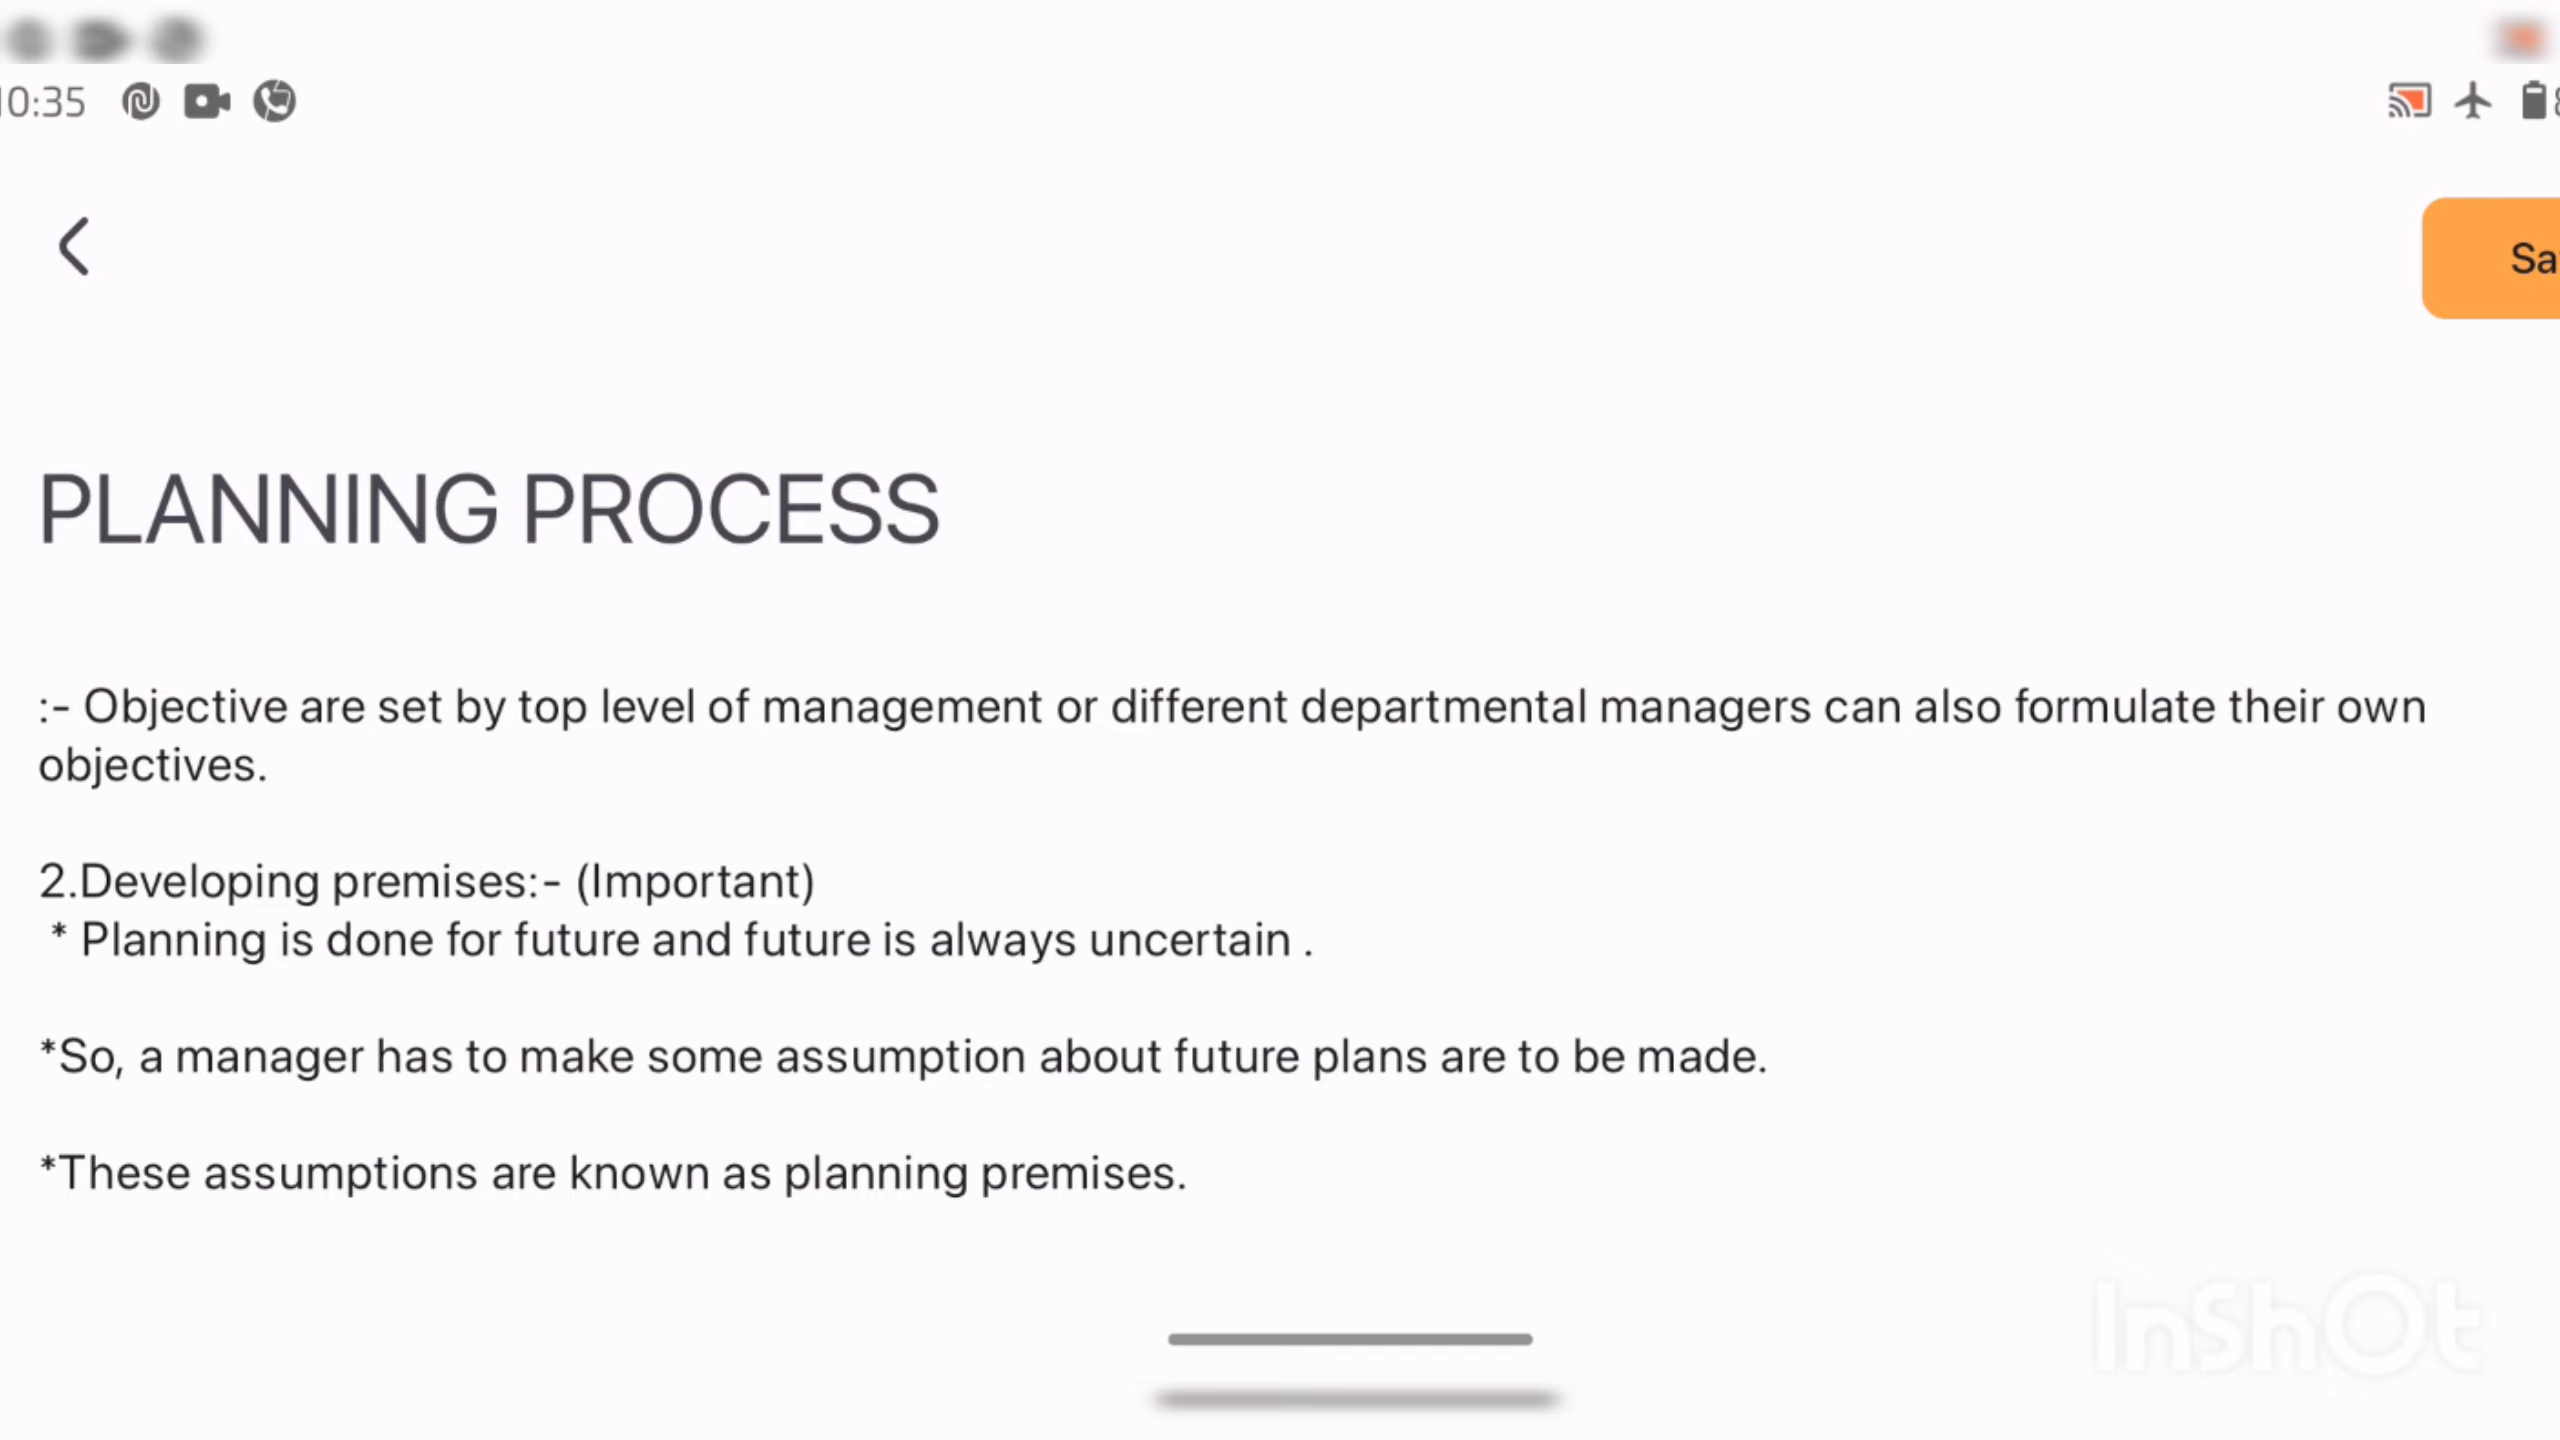 0:35
Sa
PLANNING PROCESS
:- Objective are set by top level of management or different departmental managers can also formulate their own
objectives.
2.Developing premises:- (Important)
* Planning is done for future and future is always uncertain .
*So, a manager has to make some assumption about future plans are to be made.
*These assumptions are known as planning premises.
InShOt